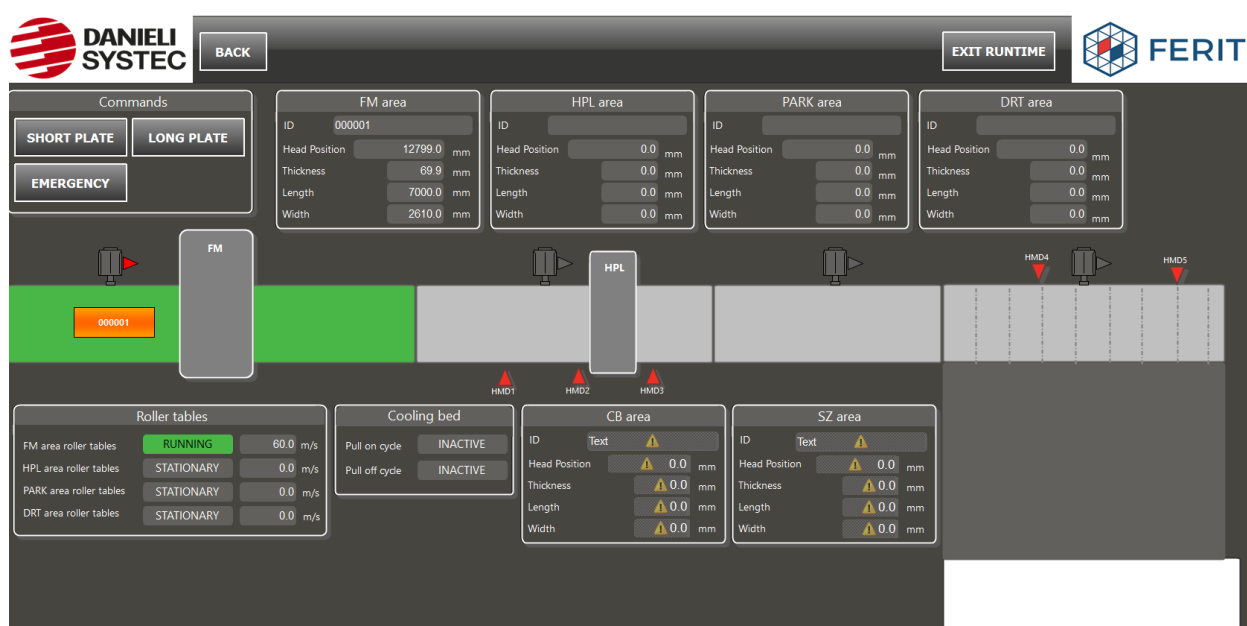 DANIELI
SYSTEC
BACK
EXIT RUNTIME
FERIT
Commands
SHORT PLATE
LONG PLATE
EMERGENCY
FM area
ID 000001
Head Position 12799.0 mm
Thickness 69.9 mm
Length 7000.0 mm
Width 2610.0 mm
HPL area
ID
Head Position 0.0 mm
Thickness 0.0 mm
Length 0.0 mm
Width 0.0 mm
PARK area
ID
Head Position 0.0 mm
Thickness 0.0 mm
Length 0.0 mm
Width 0.0 mm
DRT area
ID
Head Position 0.0 mm
Thickness 0.0 mm
Length 0.0 mm
Width 0.0 mm
FM
HPL
HMD4
HMD5
000001
HMD1
HMD2
HMD3
Roller tables
FM area roller tables RUNNING 60.0 m/s
HPL area roller tables STATIONARY 0.0 m/s
PARK area roller tables STATIONARY 0.0 m/s
DRT area roller tables STATIONARY 0.0 m/s
Cooling bed
Pull on cycle INACTIVE
Pull off cycle INACTIVE
CB area
ID Text
Head Position 0.0 mm
Thickness 0.0 mm
Length 0.0 mm
Width 0.0 mm
SZ area
ID Text
Head Position 0.0 mm
Thickness 0.0 mm
Length 0.0 mm
Width 0.0 mm